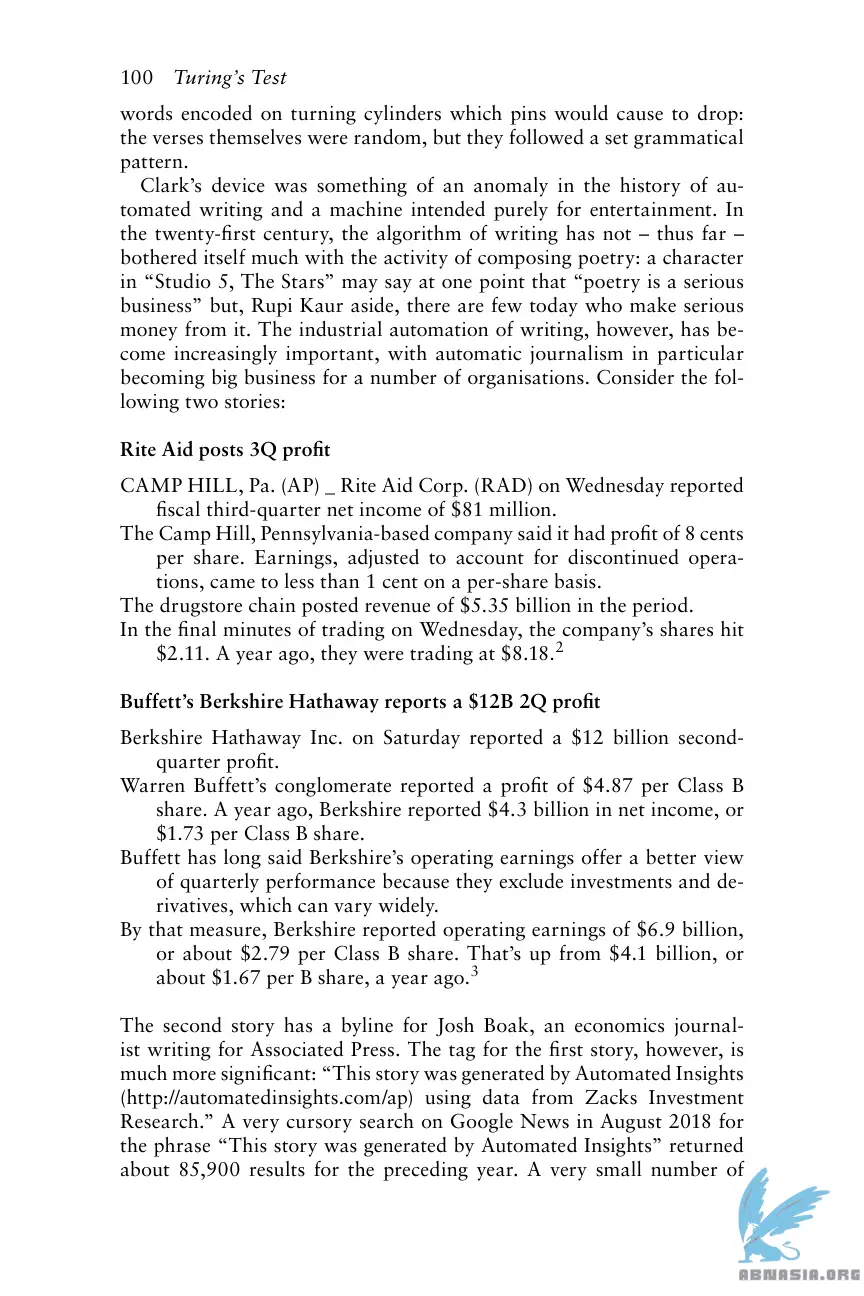 100 Turing's Test
words encoded on turning cylinders which pins would cause to drop:
the verses themselves were random, but they followed a set grammatical
pattern.
Clark's device was something of an anomaly in the history of au-
tomated writing and a machine intended purely for entertainment. In
the twenty-first century, the algorithm of writing has not – thus far –
bothered itself much with the activity of composing poetry: a character
in “Studio 5, The Stars” may say at one point that “poetry is a serious
business” but, Rupi Kaur aside, there are few today who make serious
money from it. The industrial automation of writing, however, has be-
come increasingly important, with automatic journalism in particular
becoming big business for a number of organisations. Consider the fol-
lowing two stories:
Rite Aid posts 3Q profit
CAMP HILL, Pa. (AP) _ Rite Aid Corp. (RAD) on Wednesday reported
fiscal third-quarter net income of $81 million.
The Camp Hill, Pennsylvania-based company said it had profit of 8 cents
per share. Earnings, adjusted to account for discontinued opera-
tions, came to less than 1 cent on a per-share basis.
The drugstore chain posted revenue of $5.35 billion in the period.
In the final minutes of trading on Wednesday, the company's shares hit
$2.11. A year ago, they were trading at $8.18.2
Buffett's Berkshire Hathaway reports a $12B 2Q profit
Berkshire Hathaway Inc. on Saturday reported a $12 billion second-
quarter profit.
Warren Buffett's conglomerate reported a profit of $4.87 per Class B
share. A year ago, Berkshire reported $4.3 billion in net income, or
$1.73 per Class B share.
Buffett has long said Berkshire's operating earnings offer a better view
of quarterly performance because they exclude investments and de-
rivatives, which can vary widely.
By that measure, Berkshire reported operating earnings of $6.9 billion,
or about $2.79 per Class B share. That's up from $4.1 billion, or
about $1.67 per B share, a year ago.3
The second story has a byline for Josh Boak, an economics journal-
ist writing for Associated Press. The tag for the first story, however, is
much more significant: “This story was generated by Automated Insights
(http://automatedinsights.com/ap) using data from Zacks Investment
Research.” A very cursory search on Google News in August 2018 for
the phrase “This story was generated by Automated Insights” returned
about 85,900 results for the preceding year. A very small number of
ABNASIA.ORG